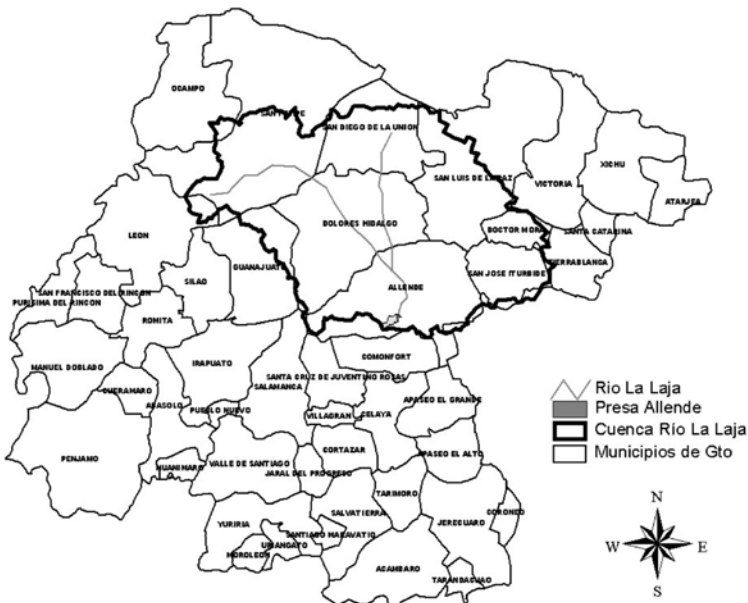 OCAMPO
SAN FELIPE
SAN DIEGO DE LA UNION
SAN LUIS DE LA PAZ
VICTORIA
XICHU
ATARJEA
LEON
DOLORES HIDALGO
DOCTOR MORA
SANTA CATARINA
TIERRABLANCA
SILAO
GUANAJUATO
ALLENDE
SAN JOSE ITURBIDE
SAN FRANCISCO DEL RINCON
PURISIMA DEL RINCON
ROMITA
MANUEL DOBLADO
IRAPUATO
COMONFORT
SANTA CRUZ DE JUVENTINO ROSAS
SALAMANCA
CUERAMARO
ABASOLO
PUEBLO NUEVO
VILLAGRAN
CELAYA
APASEO EL GRANDE
PENJAMO
HUANIMARO
VALLE DE SANTIAGO
CORTAZAR
JARAL DEL PROGRESO
APASEO EL ALTO
TARIMORO
YURIRIA
SALVATIERRA
JERECUARO
CORONEO
SANTIAGO MARAVATIO
URIANGATO
MOROLEON
ACAMBARO
TARANDACUAO
Río La Laja
Presa Allende
Cuenca Río La Laja
Municipios de Gto
N
W
E
S